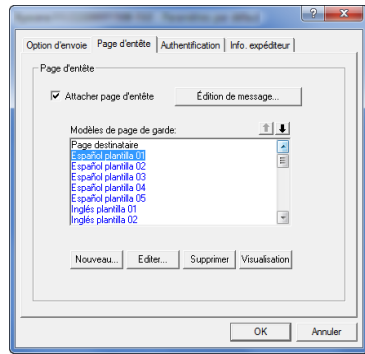 Option d'envoie Page d'entête Authentification Info. expéditeur
Page d'entête
Attacher page d'entête Édition de message...
Modèles de page de garde:
Page destinataire
Español plantilla 01
Español plantilla 02
Español plantilla 03
Español plantilla 04
Español plantilla 05
Inglés plantilla 01
Inglés plantilla 02
Nouveau... Editer... Supprimer Visualisation
OK Annuler